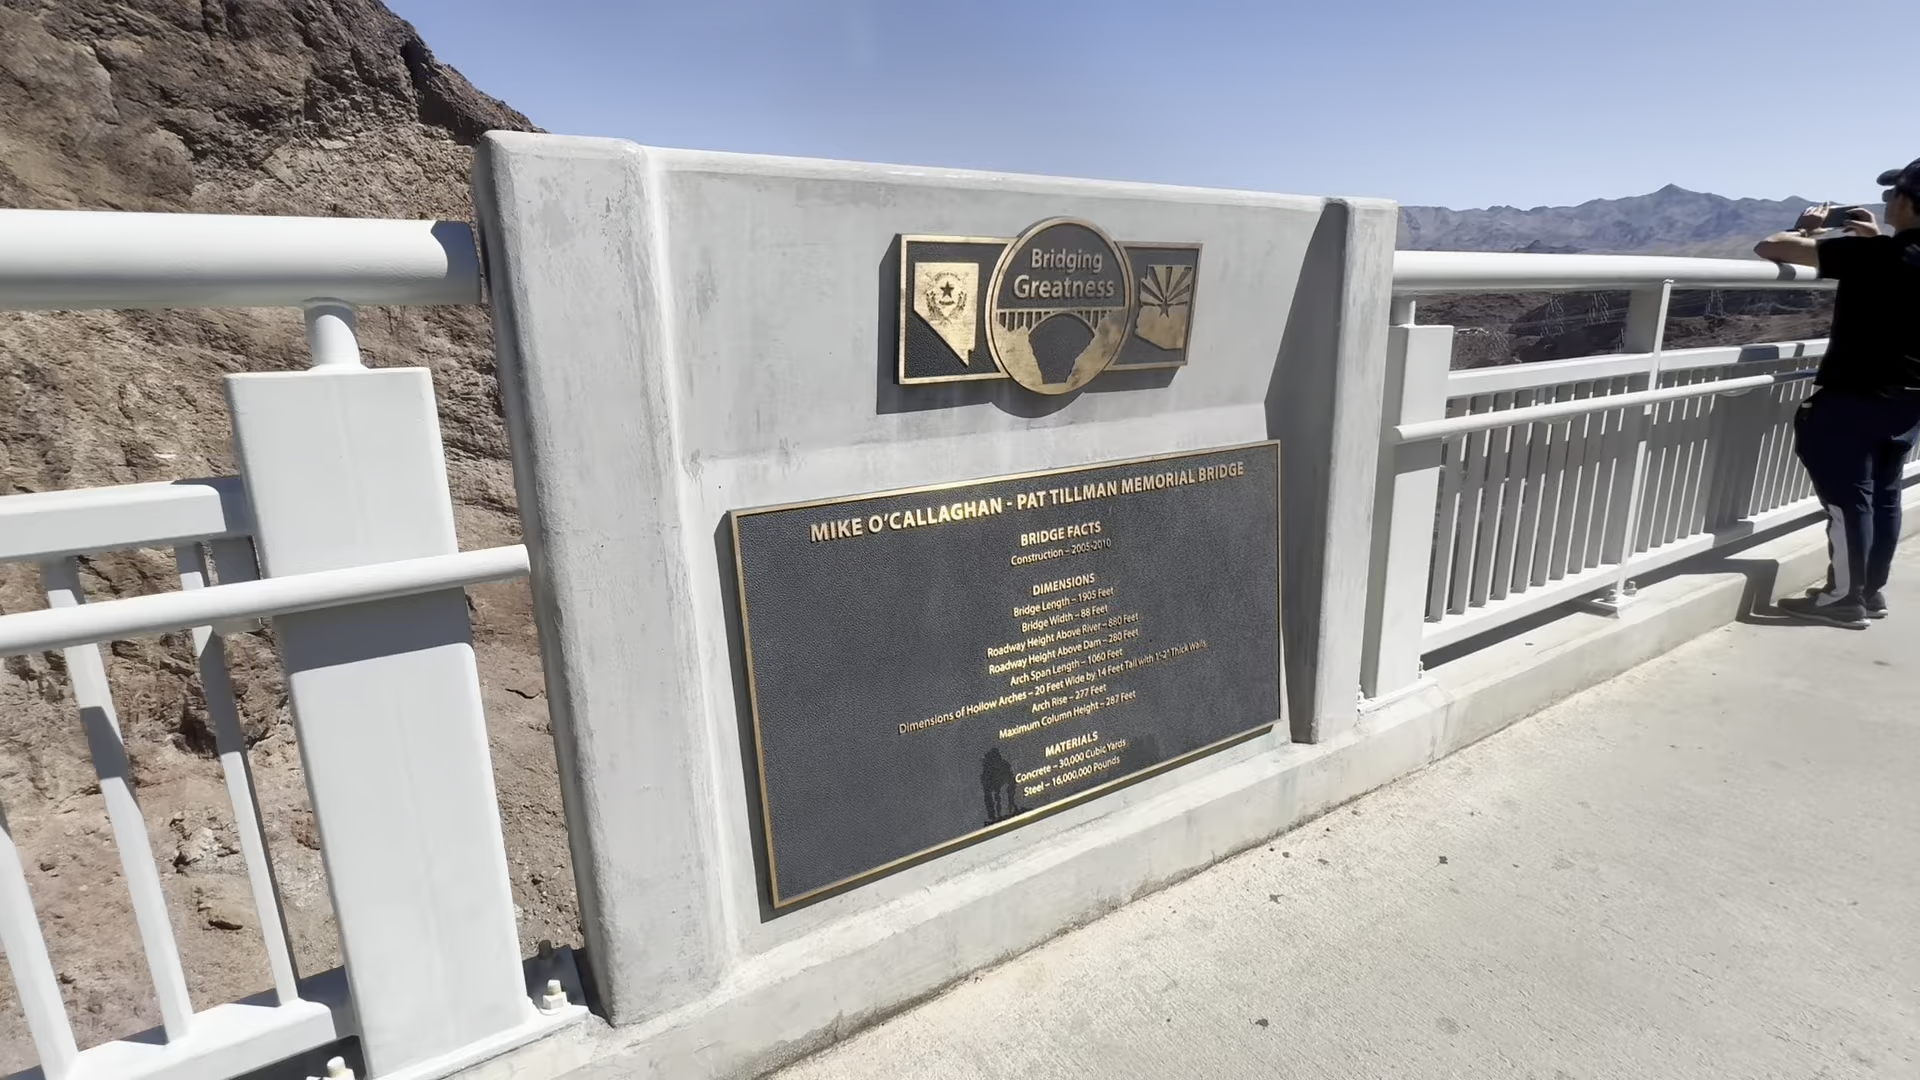 Bridging
Greatness
MIKE O'CALLAGHAN - PAT TILLMAN MEMORIAL BRIDGE
BRIDGE FACTS
Construction – 2005-2010
DIMENSIONS
Bridge Length – 1905 Feet
Bridge Width – 88 Feet
Roadway Height Above River – 880 Feet
Roadway Height Above Dam – 280 Feet
Arch Span Length – 1060 Feet
Dimensions of Hollow Arches – 20 Feet Wide by 14 Feet Tall with 1'-2" Thick Walls
Arch Rise – 277 Feet
Maximum Column Height – 287 Feet
MATERIALS
Concrete – 30,000 Cubic Yards
Steel – 16,000,000 Pounds